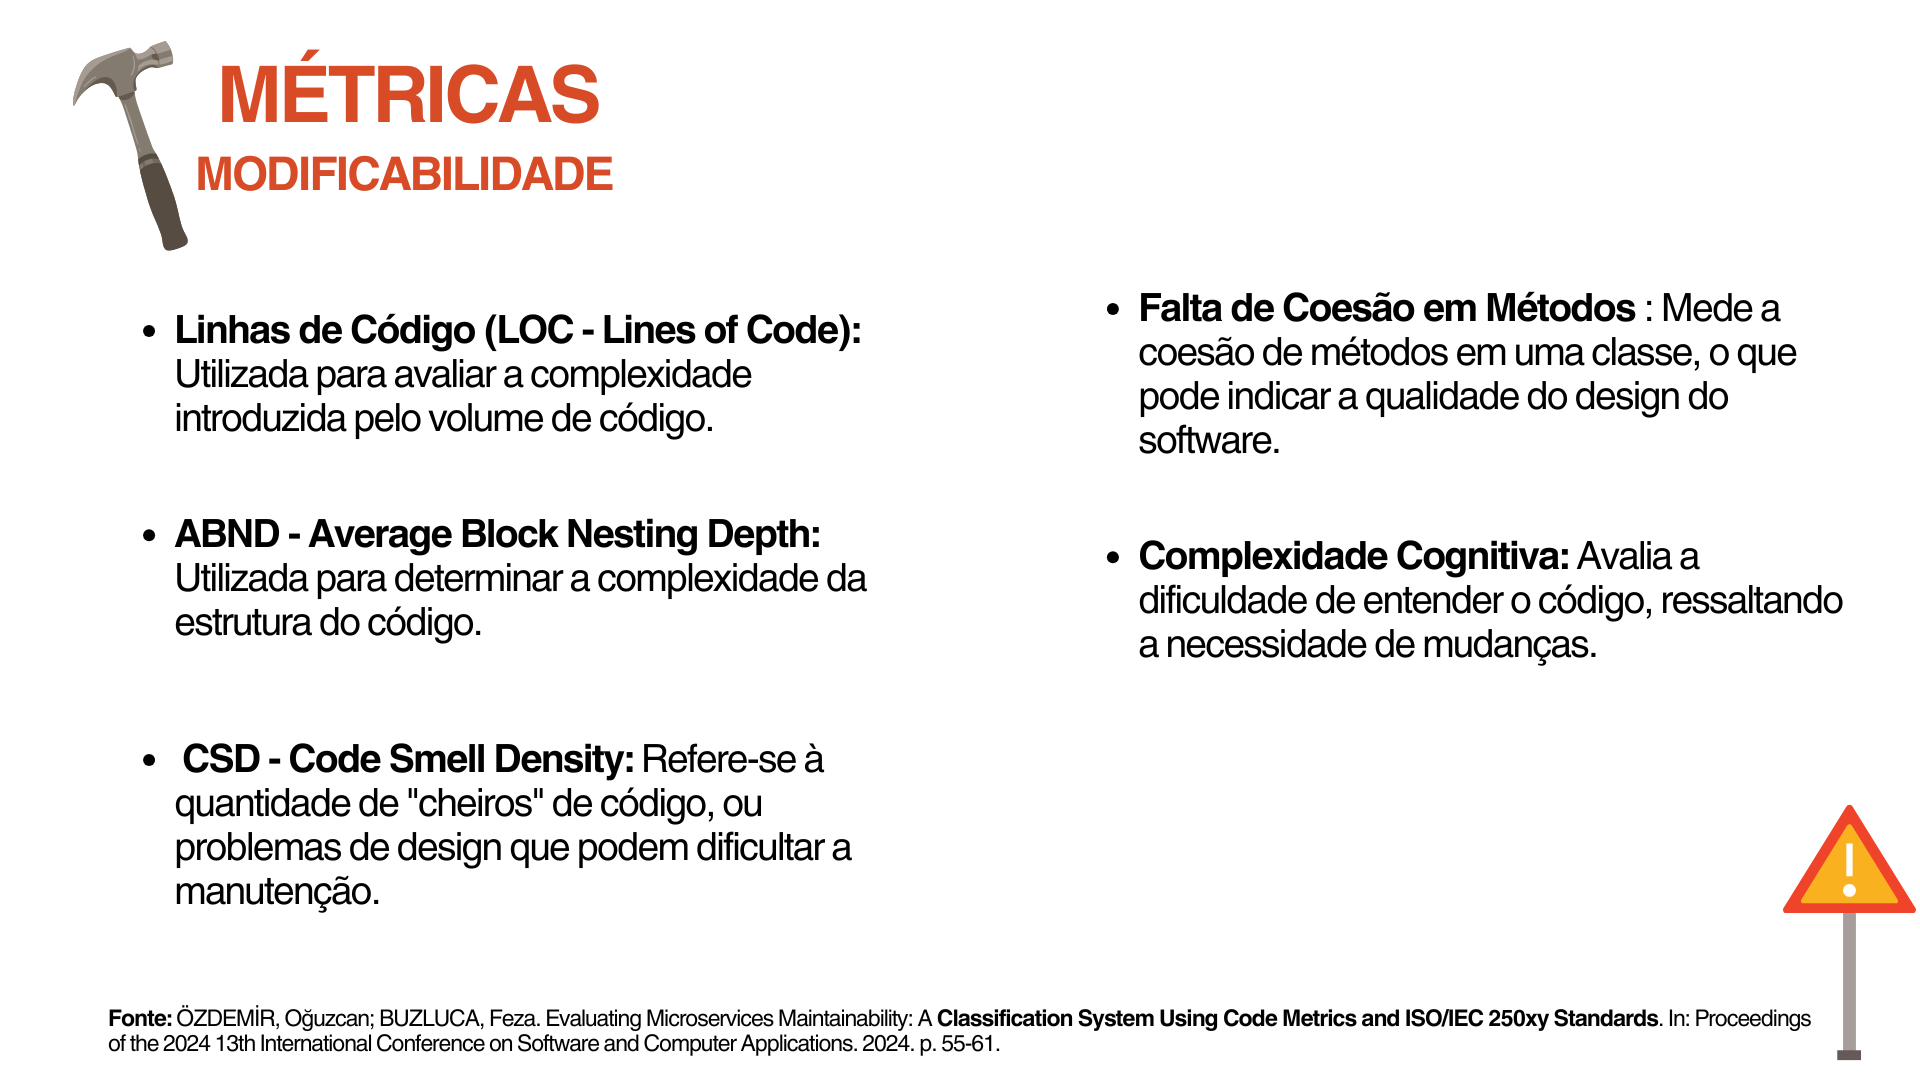 MÉTRICAS
MODIFICABILIDADE
• Linhas de Código (LOC - Lines of Code):
Utilizada para avaliar a complexidade
introduzida pelo volume de código.
• ABND - Average Block Nesting Depth:
Utilizada para determinar a complexidade da
estrutura do código.
• CSD - Code Smell Density: Refere-se à
quantidade de "cheiros" de código, ou
problemas de design que podem dificultar a
manutenção.
• Falta de Coesão em Métodos : Mede a
coesão de métodos em uma classe, o que
pode indicar a qualidade do design do
software.
• Complexidade Cognitiva: Avalia a
dificuldade de entender o código, ressaltando
a necessidade de mudanças.
Fonte: ÖZDEMİR, Oğuzcan; BUZLUCA, Feza. Evaluating Microservices Maintainability: A Classification System Using Code Metrics and ISO/IEC 250xy Standards. In: Proceedings
of the 2024 13th International Conference on Software and Computer Applications. 2024. p. 55-61.